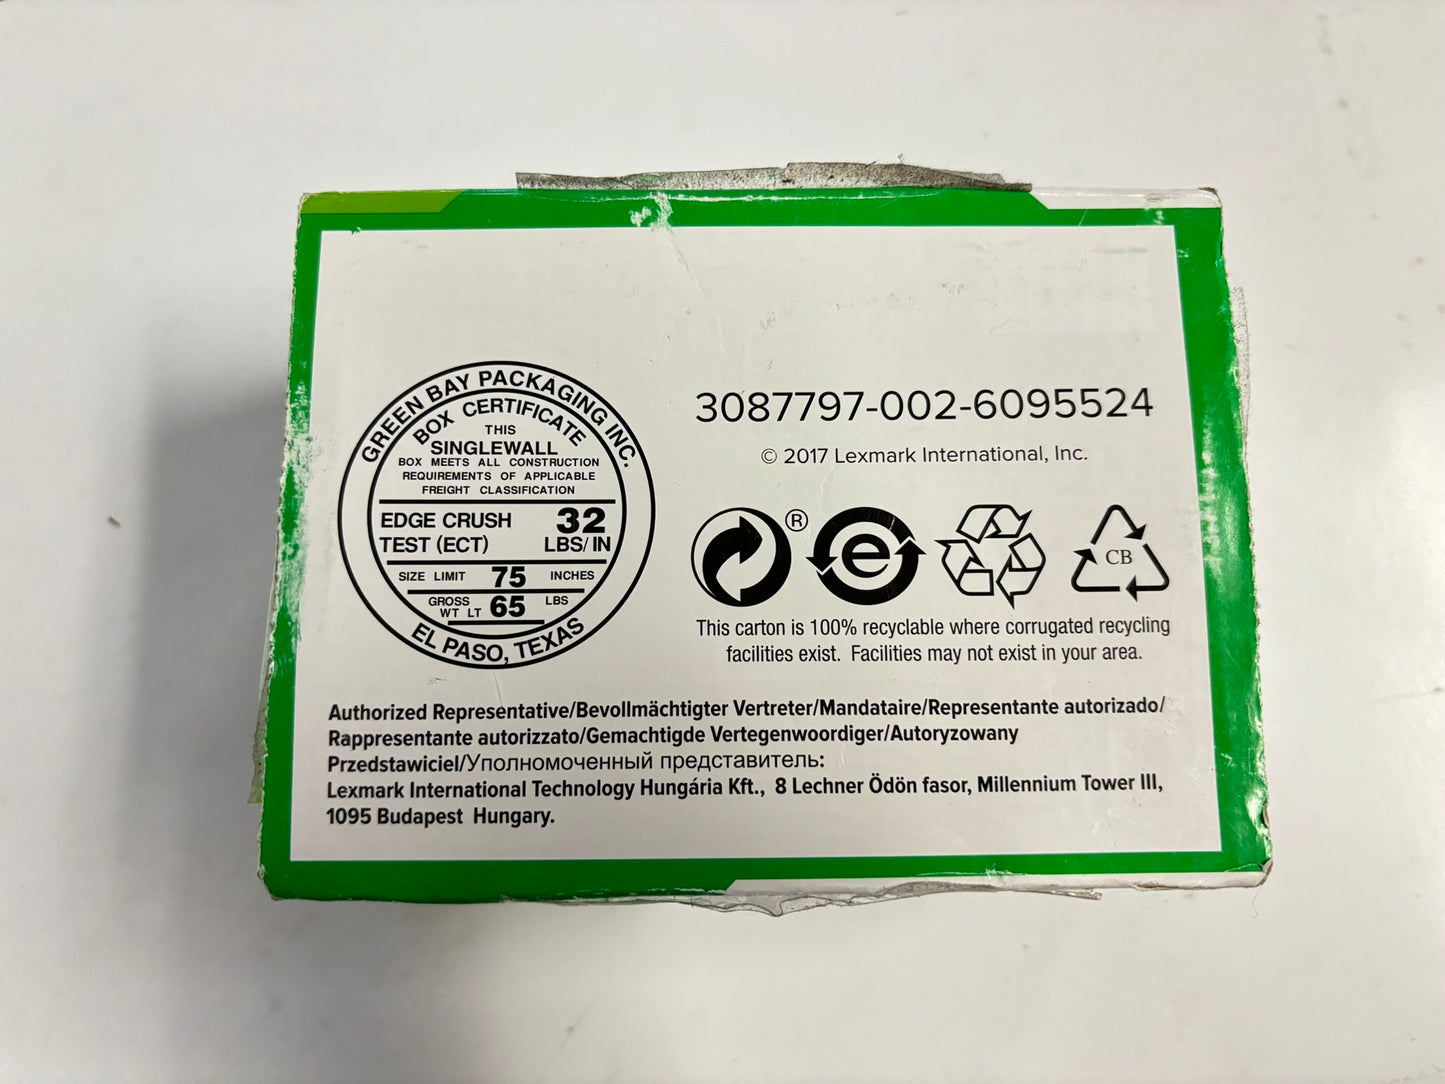 GREEN BAY PACKAGING INC.
BOX CERTIFICATE
THIS
SINGLEWALL
BOX MEETS ALL CONSTRUCTION
REQUIREMENTS OF APPLICABLE
FREIGHT CLASSIFICATION
EDGE CRUSH 32
TEST (ECT) LBS/IN
SIZE LIMIT 75 INCHES
GROSS WT LT 65 LBS
EL PASO, TEXAS
3087797-002-6095524
© 2017 Lexmark International, Inc.
®
e
CB
This carton is 100% recyclable where corrugated recycling
facilities exist. Facilities may not exist in your area.
Authorized Representative/Bevollmächtigter Vertreter/Mandataire/Representante autorizado/
Rappresentante autorizzato/Gemachtigde Vertegenwoordiger/Autoryzowany
Przedstawiciel/Уполномоченный представитель:
Lexmark International Technology Hungária Kft., 8 Lechner Ödön fasor, Millennium Tower III,
1095 Budapest Hungary.